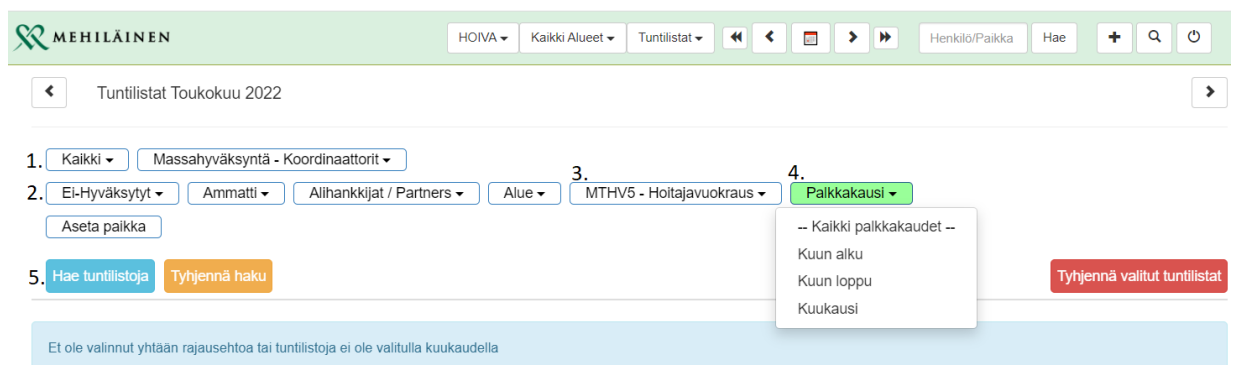 MEHILÄINEN HOIVA Kaikki Alueet Tuntilistat Henkilö/Paikka Hae
Tuntilistat Toukokuu 2022
1. Kaikki Massahyväksyntä - Koordinaattorit
3. 4.
2. Ei-Hyväksytyt Ammatti Alihankkijat / Partners Alue MTHV5 - Hoitajavuokraus Palkkakausi
Aseta paikka
-- Kaikki palkkakaudet --
Kuun alku
Kuun loppu
Kuukausi
5. Hae tuntilistoja Tyhjennä haku Tyhjennä valitut tuntilistat
Et ole valinnut yhtään rajausehtoa tai tuntilistoja ei ole valitulla kuukaudella